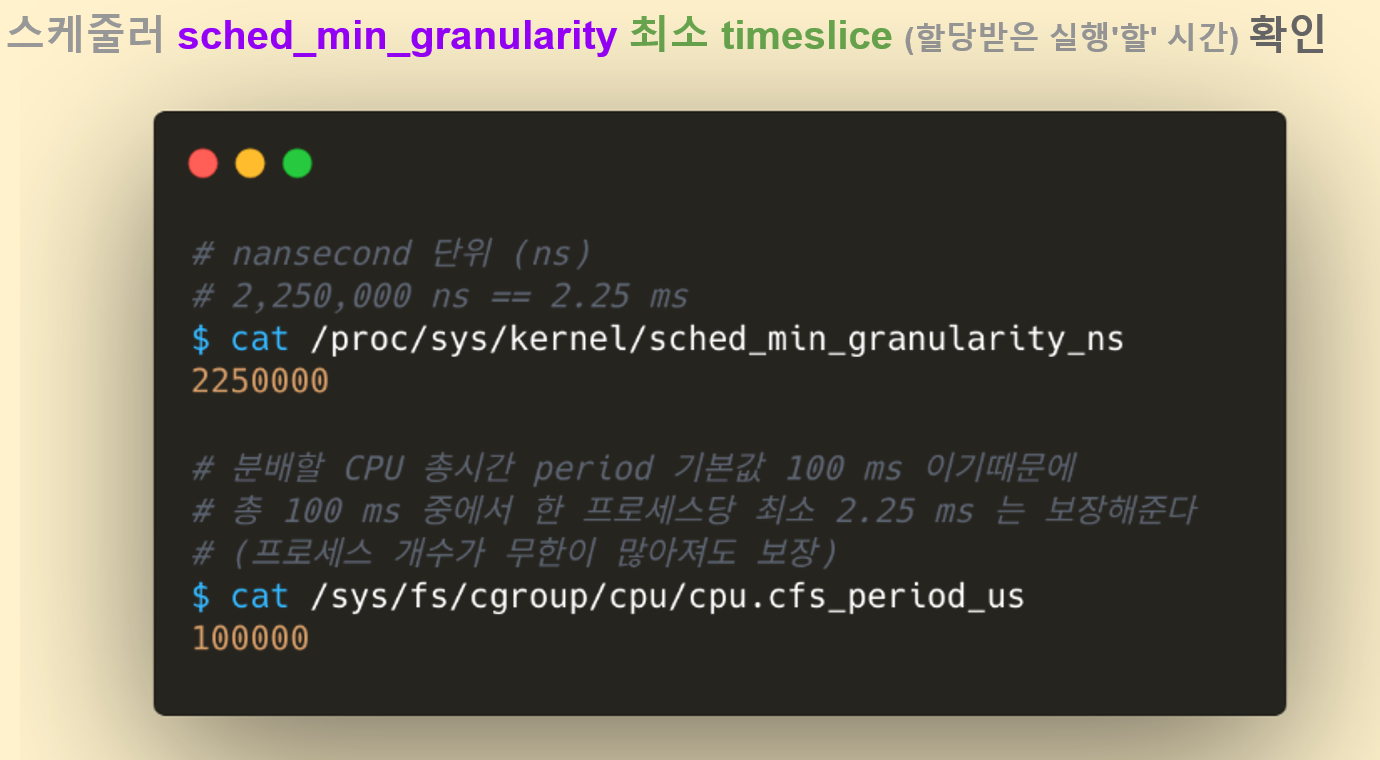 스케줄러 sched_min_granularity 최소 timeslice (할당받은 실행'할' 시간) 확인
# nansecond 단위 (ns)
# 2,250,000 ns == 2.25 ms
$ cat /proc/sys/kernel/sched_min_granularity_ns
2250000
# 분배할 CPU 총시간 period 기본값 100 ms 이기때문에
# 총 100 ms 중에서 한 프로세스당 최소 2.25 ms 는 보장해준다
# (프로세스 개수가 무한이 많아져도 보장)
$ cat /sys/fs/cgroup/cpu/cpu.cfs_period_us
100000